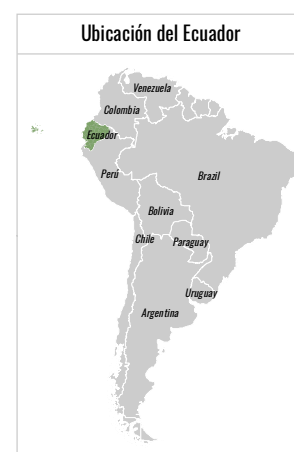 Ubicación del Ecuador
Venezuela
Colombia
Ecuador
Perú
Brazil
Bolivia
Chile
Paraguay
Uruguay
Argentina